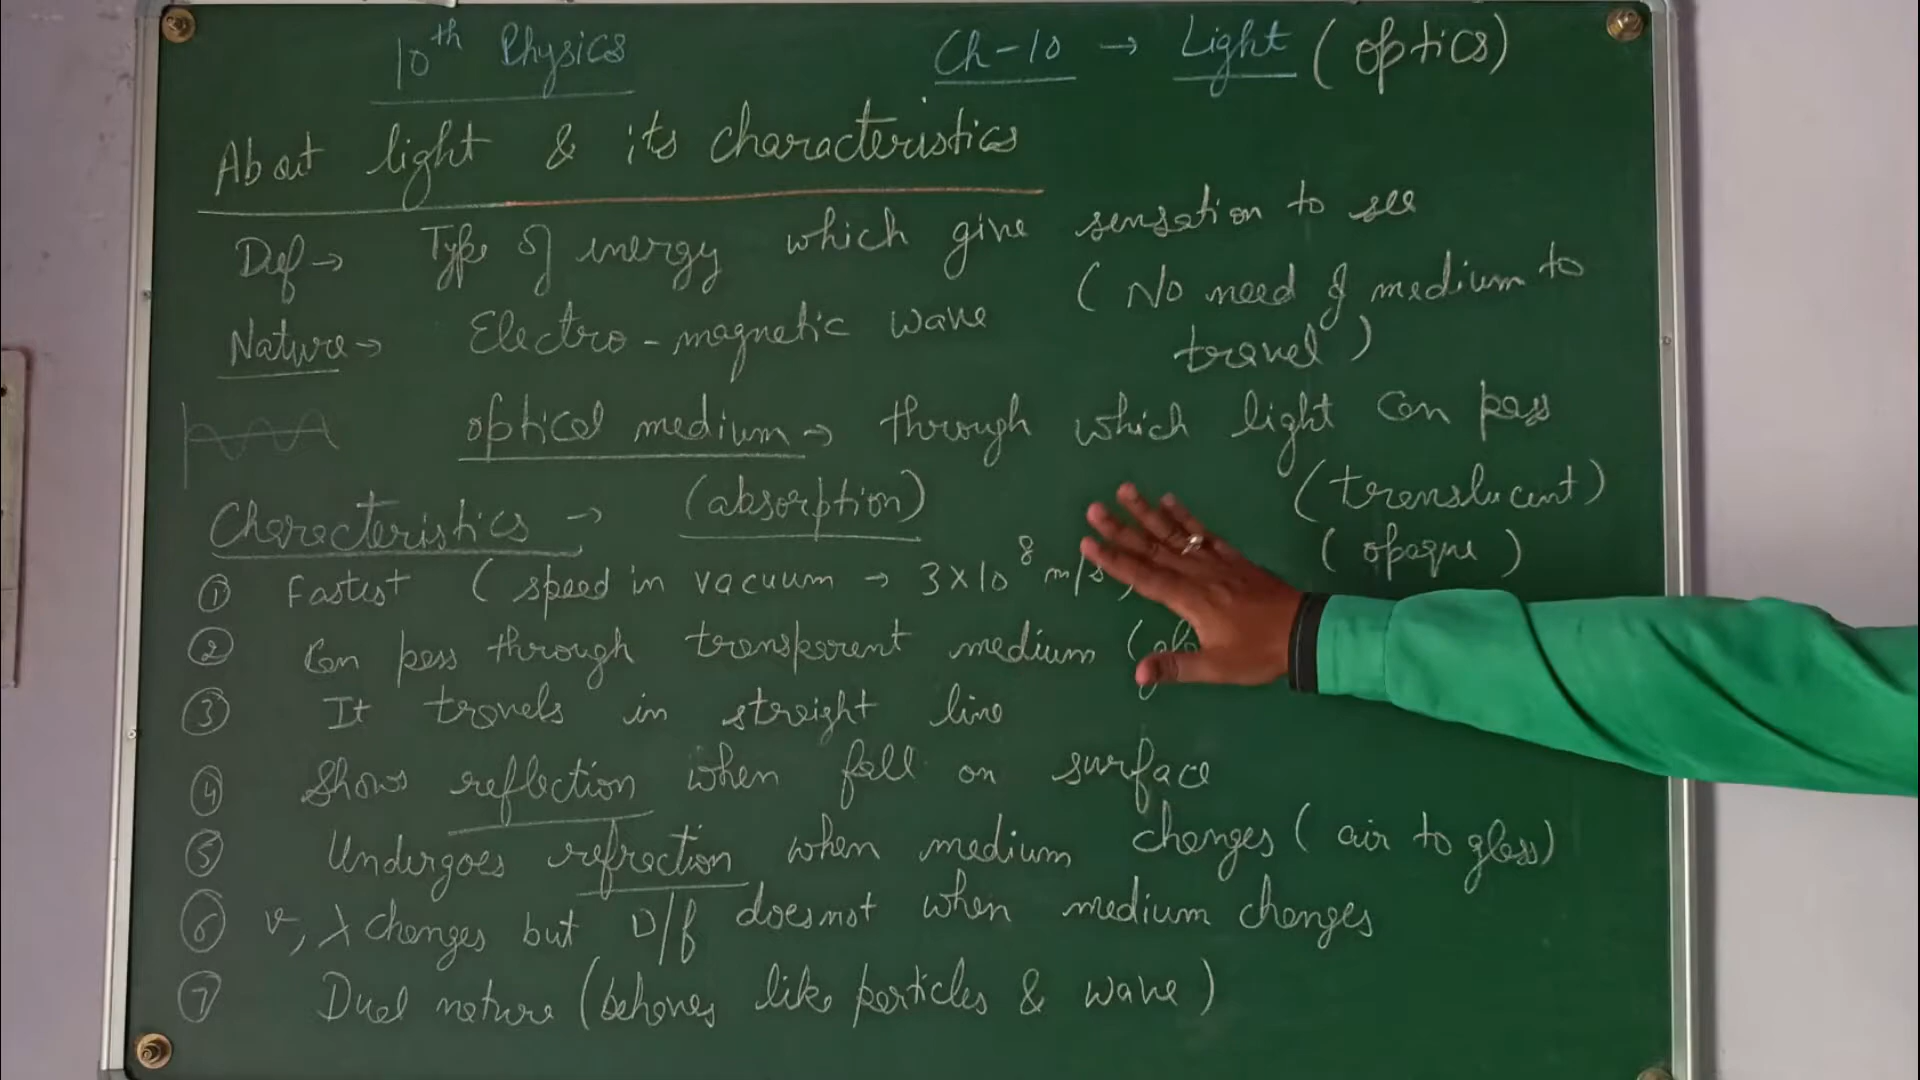 10th Physics Ch-10 → Light (optics)
About light & its characteristics
Def → Type of energy which give sensation to see
Nature → Electro-magnetic wave (No need of medium to travel)
optical medium → through which light can pass
(translucent)
Characteristics → (absorption)
(opaque)
① Fastest (speed in vacuum → 3×10⁸ m/s)
② Can pass through transparent medium
③ It travels in straight line
④ Shows reflection when fall on surface
⑤ Undergoes refraction when medium changes (air to glass)
⑥ v, λ changes but ν/f does not when medium changes
⑦ Dual nature (behaves like particles & wave)